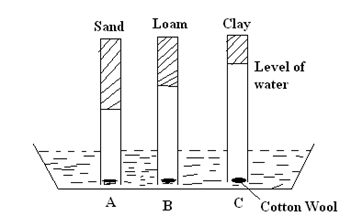 Sand Loam Clay
Level of
water
A B C
Cotton Wool